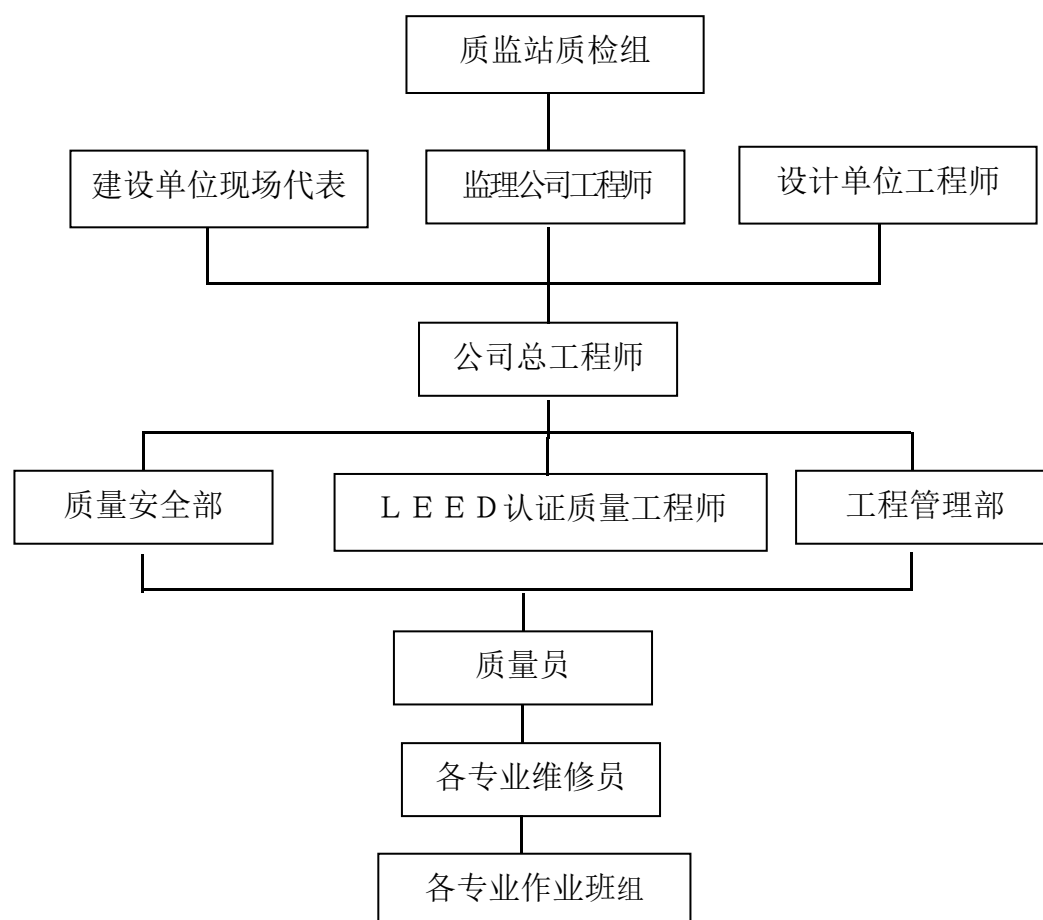 质监站质检组
建设单位现场代表
监理公司工程师
设计单位工程师
公司总工程师
质量安全部
ＬＥＥＤ认证质量工程师
工程管理部
质量员
各专业维修员
各专业作业班组